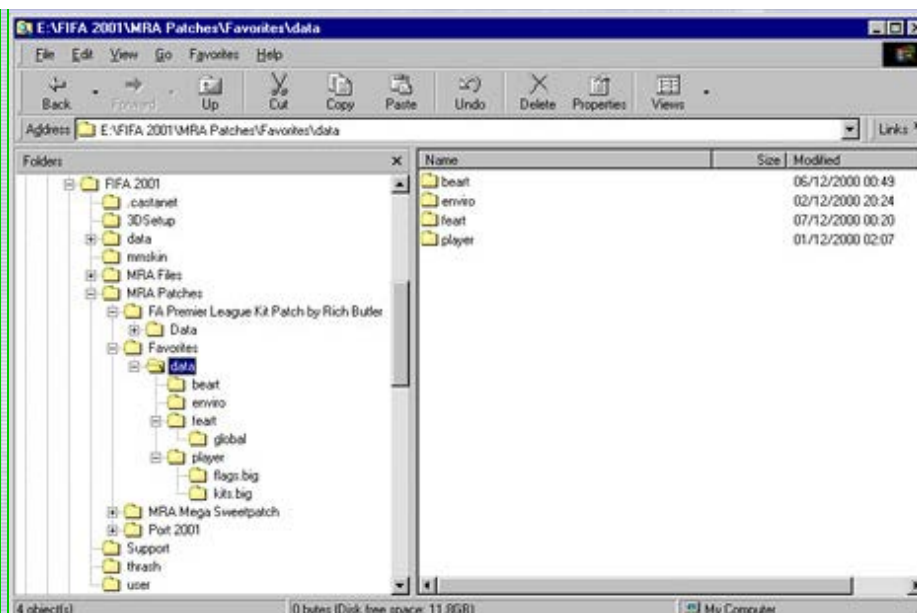 E:\FIFA 2001\MRA Patches\Favorites\data
File Edit View Go Favorites Help
Back Forward Up Cut Copy Paste Undo Delete Properties Views
Address E:\FIFA 2001\MRA Patches\Favorites\data Links
Folders
FIFA 2001
.castanet
3DSetup
data
mmskin
MRA Files
MRA Patches
FA Premier League Kit Patch by Rich Butler
Data
Favorites
data
beart
enviro
feart
global
player
flags.big
kits.big
MRA Mega Sweetpatch
Port 2001
Support
thrash
user
Name Size Modified
beart 06/12/2000 00:49
enviro 02/12/2000 20:24
feart 07/12/2000 00:20
player 01/12/2000 02:07
4 object(s) 0 bytes (Disk free space: 11.8GB) My Computer